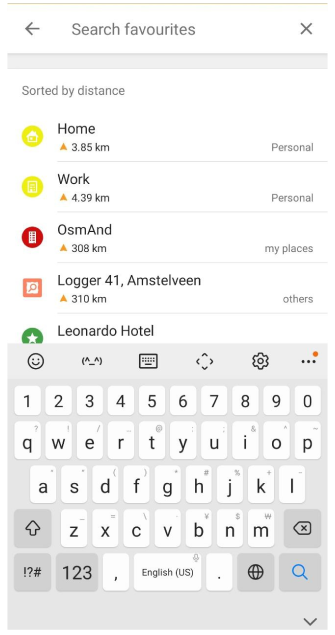 Search favourites
Sorted by distance
Home
3.85 km
Personal
Work
4.39 km
Personal
OsmAnd
308 km
my places
Logger 41, Amstelveen
310 km
others
Leonardo Hotel
(^_^)
1 2 3 4 5 6 7 8 9 0
q w e r t y u i o p
a s d f g h j k l
z x c v b n m
!?# 123 , English (US) .